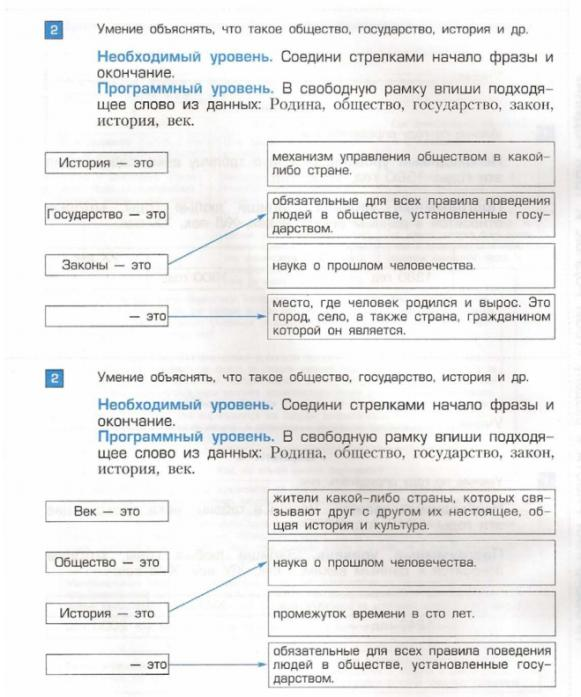 2 Умение объяснять, что такое общество, государство, история и др.
Необходимый уровень. Соедини стрелками начало фразы и
окончание.
Программный уровень. В свободную рамку впиши подходя-
щее слово из данных: Родина, общество, государство, закон,
история, век.
История — это
механизм управления обществом в какой-
либо стране.
Государство — это
обязательные для всех правила поведения
людей в обществе, установленные госу-
дарством.
Законы — это
наука о прошлом человечества.
— это
место, где человек родился и вырос. Это
город, село, а также страна, гражданином
которой он является.
2 Умение объяснять, что такое общество, государство, история и др.
Необходимый уровень. Соедини стрелками начало фразы и
окончание.
Программный уровень. В свободную рамку впиши подходя-
щее слово из данных: Родина, общество, государство, закон,
история, век.
Век — это
жители какой-либо страны, которых свя-
зывают друг с другом их настоящее, об-
щая история и культура.
Общество — это
наука о прошлом человечества.
История — это
промежуток времени в сто лет.
— это
обязательные для всех правила поведения
людей в обществе, установленные госу-
дарством.